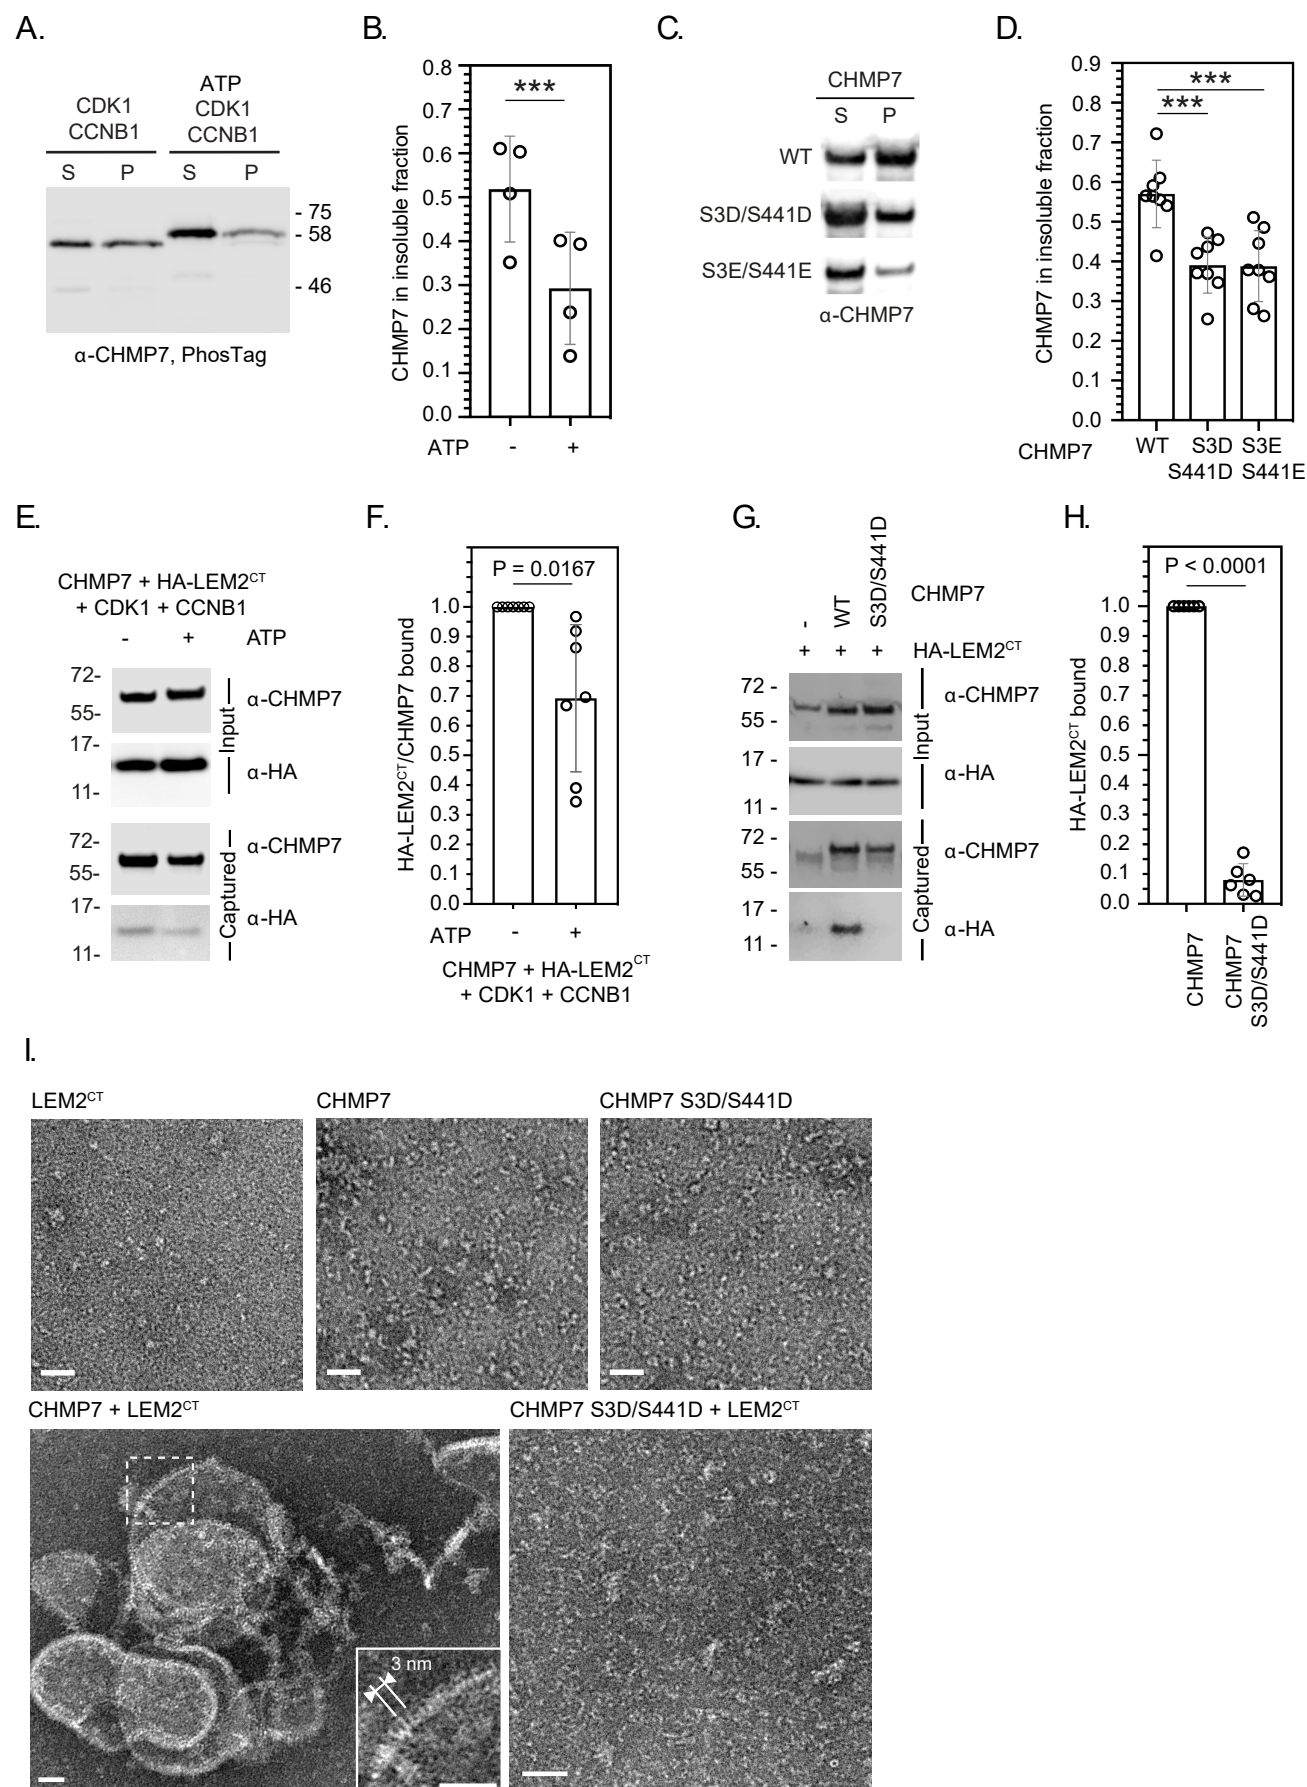 A.
CDK1
CCNB1
ATP
CDK1
CCNB1
S P S P
- 75
- 58
- 46
α-CHMP7, PhosTag
B.
CHMP7 in insoluble fraction
0.8
0.7
0.6
0.5
0.4
0.3
0.2
0.1
0.0
***
ATP - +
C.
CHMP7
S P
WT
S3D/S441D
S3E/S441E
α-CHMP7
D.
CHMP7 in insoluble fraction
0.9
0.8
0.7
0.6
0.5
0.4
0.3
0.2
0.1
0.0
***
***
CHMP7
WT
S3D
S441D
S3E
S441E
E.
CHMP7 + HA-LEM2CT
+ CDK1 + CCNB1
- + ATP
72-
55-
α-CHMP7
17-
11-
α-HA
Input
72-
55-
α-CHMP7
17-
11-
α-HA
Captured
F.
HA-LEM2CT/CHMP7 bound
P = 0.0167
1.0
0.9
0.8
0.7
0.6
0.5
0.4
0.3
0.2
0.1
0.0
ATP - +
CHMP7 + HA-LEM2CT
+ CDK1 + CCNB1
G.
- WT S3D/S441D CHMP7
+ + + HA-LEM2CT
72 -
55 -
α-CHMP7
17 -
11 -
α-HA
Input
72 -
55 -
α-CHMP7
17 -
11 -
α-HA
Captured
H.
HA-LEM2CT bound
P < 0.0001
1.0
0.9
0.8
0.7
0.6
0.5
0.4
0.3
0.2
0.1
0.0
CHMP7
CHMP7
S3D/S441D
I.
LEM2CT
CHMP7
CHMP7 S3D/S441D
CHMP7 + LEM2CT
3 nm
CHMP7 S3D/S441D + LEM2CT